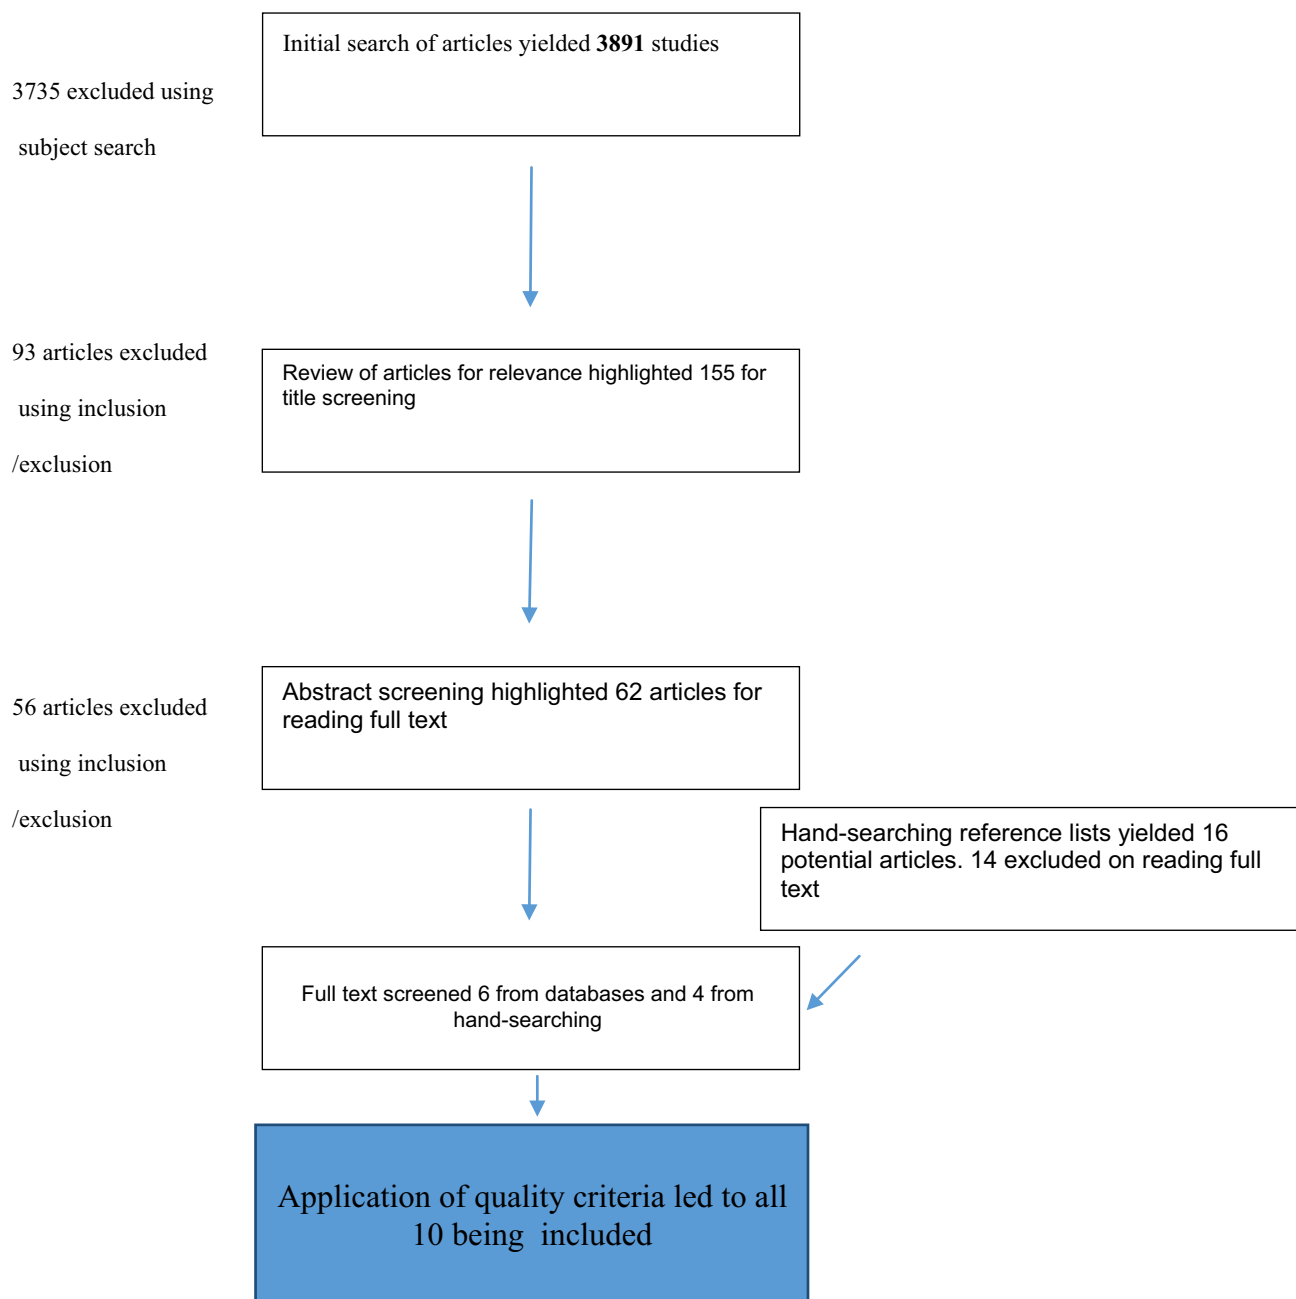 Initial search of articles yielded 3891 studies
3735 excluded using
subject search
93 articles excluded
using inclusion
/exclusion
Review of articles for relevance highlighted 155 for
title screening
Abstract screening highlighted 62 articles for
reading full text
56 articles excluded
using inclusion
/exclusion
Hand-searching reference lists yielded 16
potential articles. 14 excluded on reading full
text
Full text screened 6 from databases and 4 from
hand-searching
Application of quality criteria led to all
10 being  included